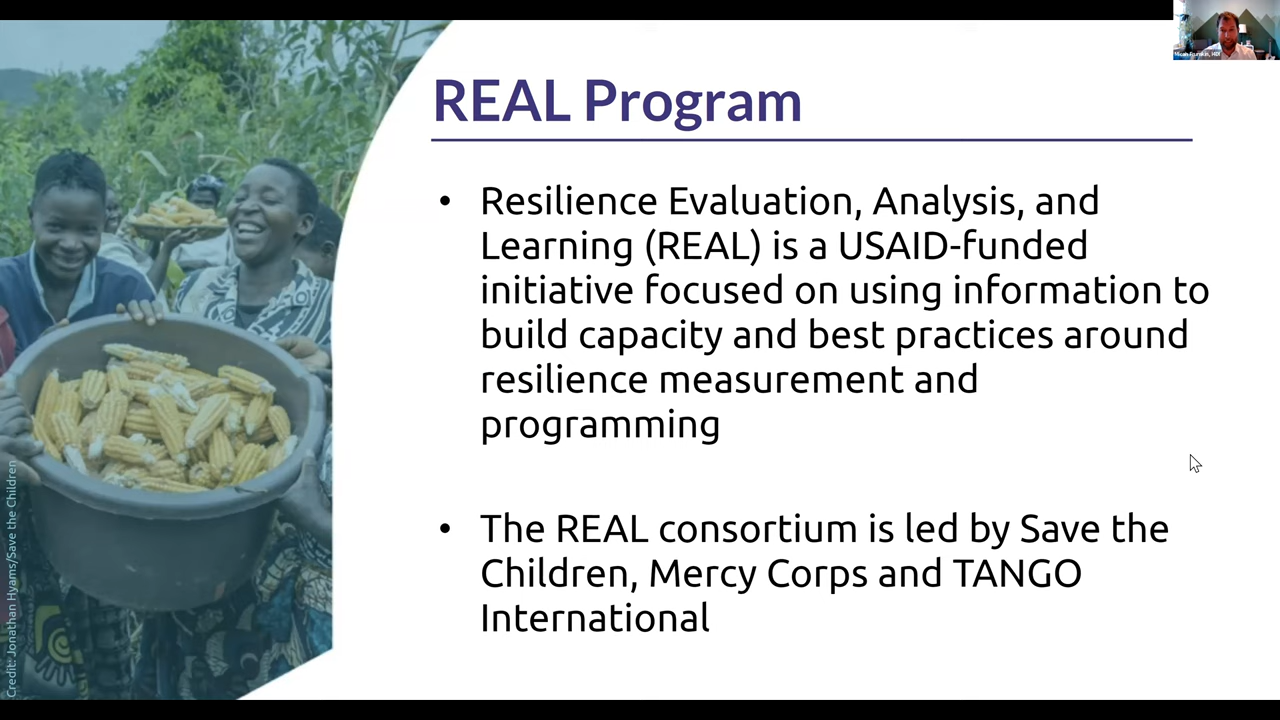 REAL Program
• Resilience Evaluation, Analysis, and
Learning (REAL) is a USAID-funded
initiative focused on using information to
build capacity and best practices around
resilience measurement and
programming
• The REAL consortium is led by Save the
Children, Mercy Corps and TANGO
International
Credit: Jonathan Hyams/Save the Children